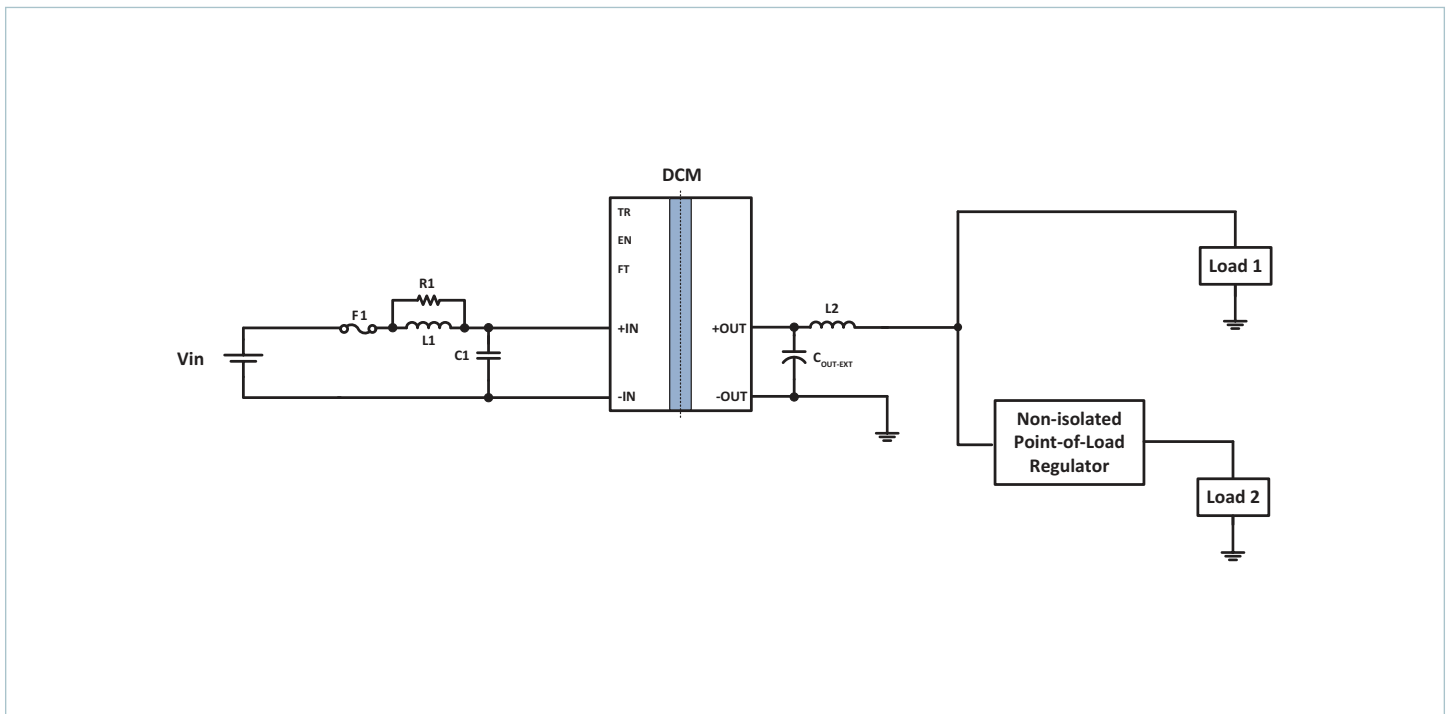 DCM
TR
EN
FT
R1
F1
L1
C1
Vin
+IN
-IN
+OUT
-OUT
L2
COUT-EXT
Load 1
Non-isolated
Point-of-Load
Regulator
Load 2